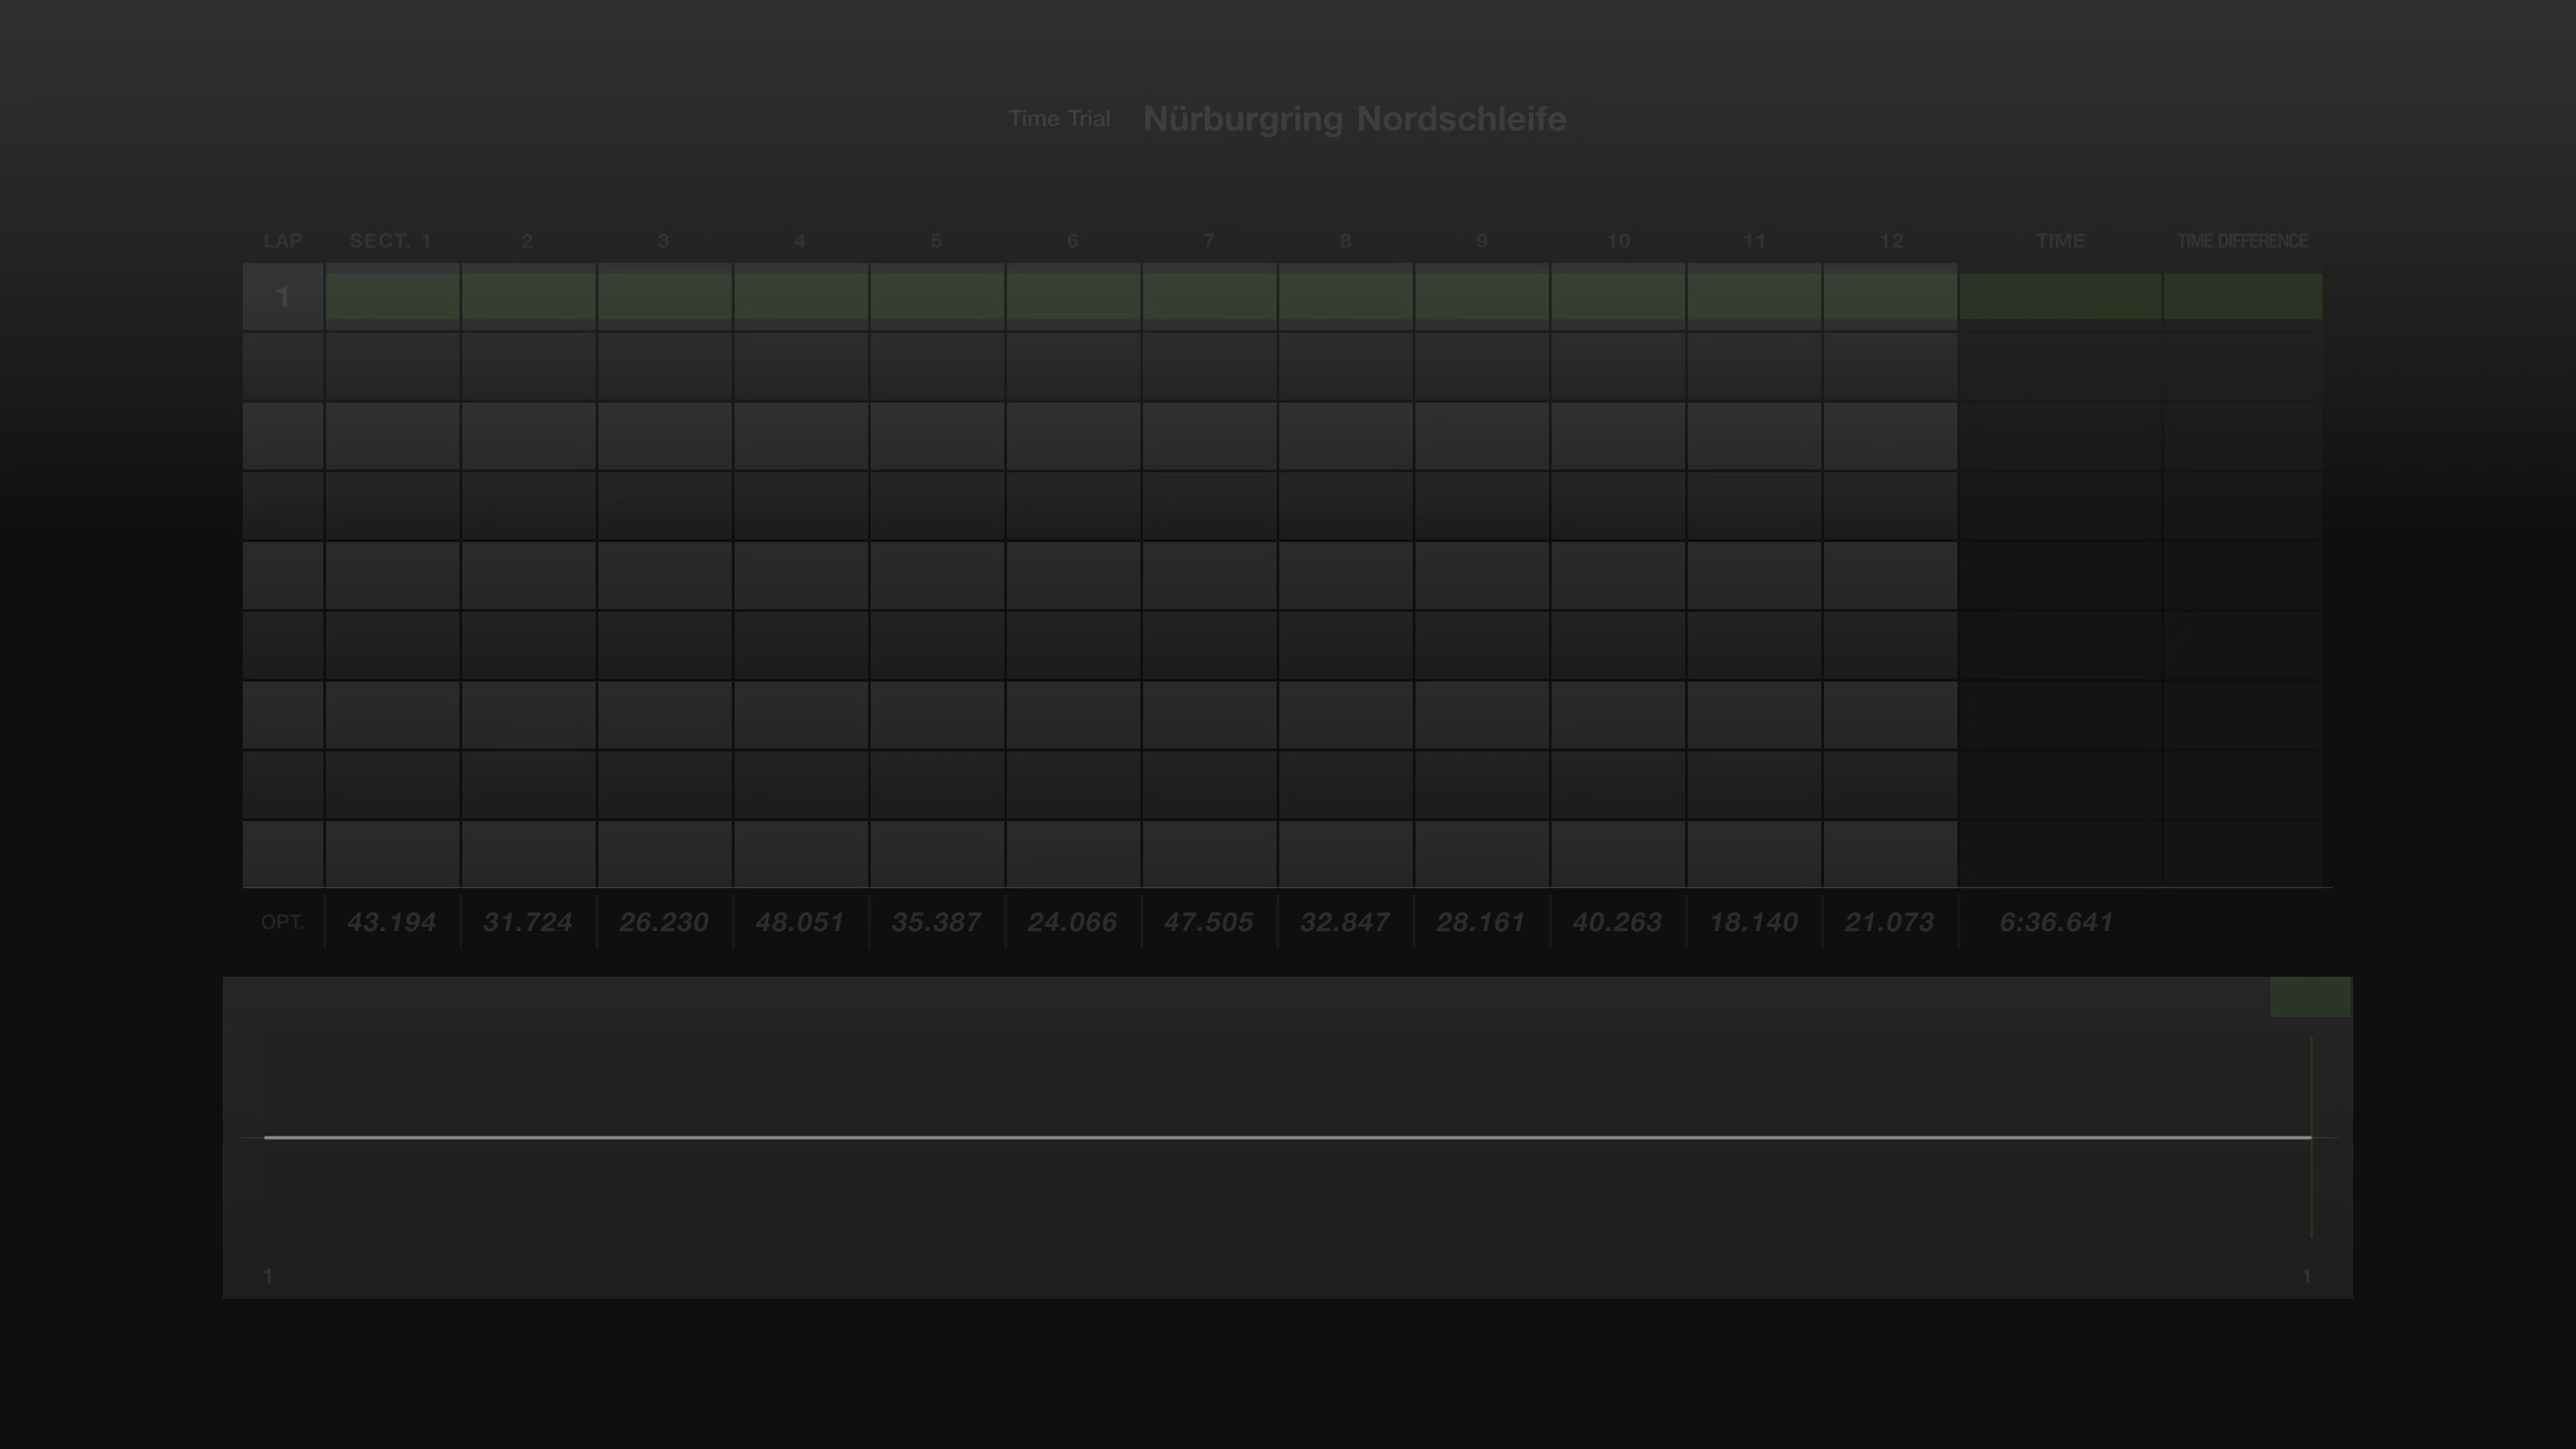 Time Trial Nürburgring Nordschleife
LAP SECT. 1 2 3 4 5 6 7 8 9 10 11 12 TIME TIME DIFFERENCE
1
OPT. 43.194 31.724 26.230 48.051 35.387 24.066 47.505 32.847 28.161 40.263 18.140 21.073 6:36.641
1 1